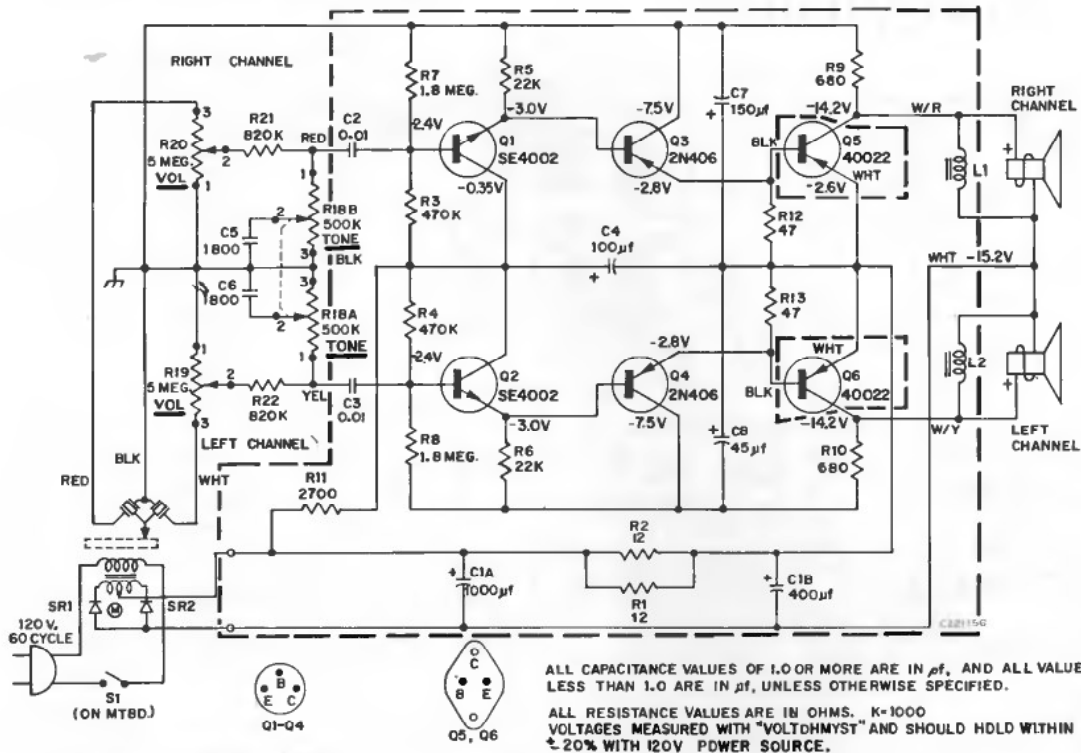 RIGHT CHANNEL
R20
5 MEG.
VOL
3
2
1
R21
820K
RED
C2
0.01
R7
1.8 MEG.
-2.4V
R5
22K
-3.0V
Q1
SE4002
-0.35V
R3
470K
-7.5V
Q3
2N406
-2.8V
C7
150µf
R9
680
-14.2V
W/R
BLK
Q5
40022
WHT
-2.6V
R12
47
L1
RIGHT
CHANNEL
C5
1800
2
1
R18B
500K
TONE
3
BLK
C6
1800
2
3
R18A
500K
TONE
1
C4
100µf
WHT -15.2V
R13
47
R4
470K
-2.4V
Q2
SE4002
-3.0V
-2.8V
Q4
2N406
-7.5V
WHT
BLK
Q6
40022
-14.2V
W/Y
L2
LEFT
CHANNEL
R19
5 MEG.
VOL
1
2
3
R22
820K
YEL
C3
0.01
LEFT CHANNEL
R8
1.8 MEG.
R6
22K
C8
45µf
R10
680
RED
BLK
WHT
R11
2700
R2
12
R1
12
C1A
1000µf
C1B
400µf
SR1
M
SR2
120V.
60 CYCLE
S1
(ON MTBD.)
B
E C
Q1-Q4
C
B E
Q5, Q6
C22115G
ALL CAPACITANCE VALUES OF 1.0 OR MORE ARE IN pf, AND ALL VALUE
LESS THAN 1.0 ARE IN µf, UNLESS OTHERWISE SPECIFIED.
ALL RESISTANCE VALUES ARE IN OHMS. K=1000
VOLTAGES MEASURED WITH "VOLTOHMYST" AND SHOULD HOLD WITHIN
± 20% WITH 120V POWER SOURCE.